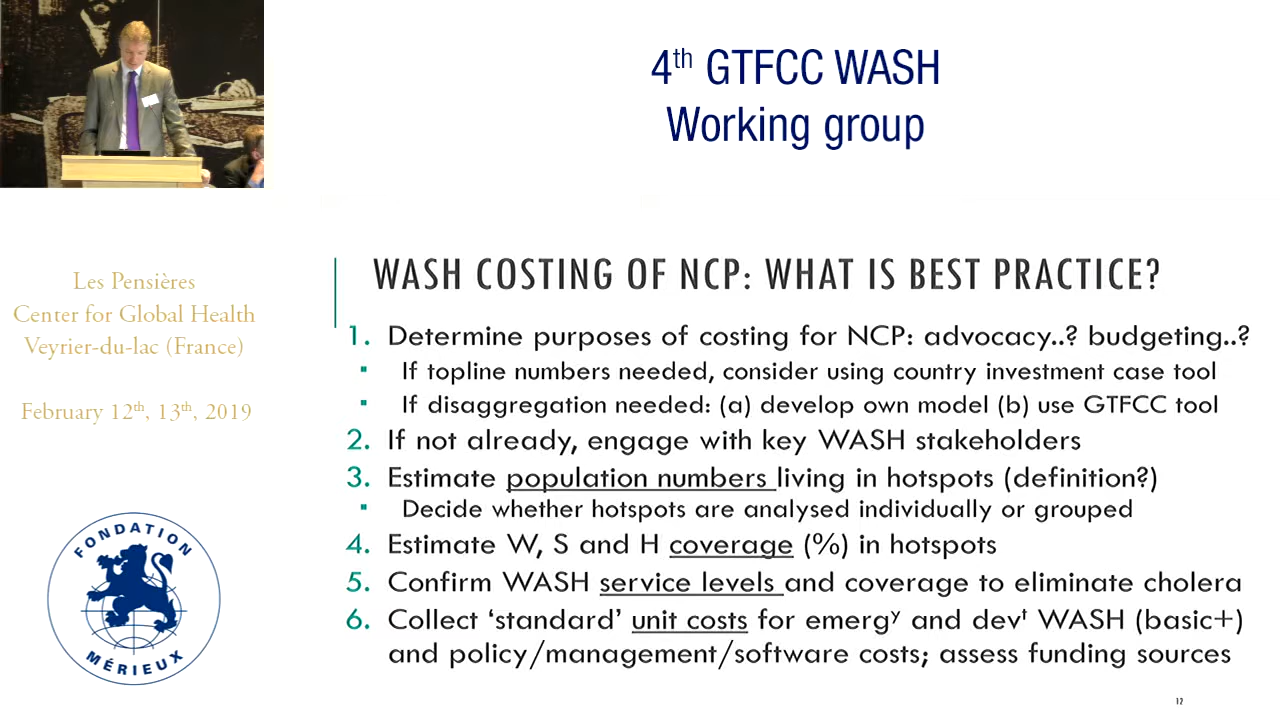 4th GTFCC WASH
Working group
Les Pensières
Center for Global Health
Veyrier-du-lac (France)
February 12th, 13th, 2019
FONDATION
MÉRIEUX
WASH COSTING OF NCP: WHAT IS BEST PRACTICE?
1. Determine purposes of costing for NCP: advocacy..? budgeting..?
▪ If topline numbers needed, consider using country investment case tool
▪ If disaggregation needed: (a) develop own model (b) use GTFCC tool
2. If not already, engage with key WASH stakeholders
3. Estimate population numbers living in hotspots (definition?)
▪ Decide whether hotspots are analysed individually or grouped
4. Estimate W, S and H coverage (%) in hotspots
5. Confirm WASH service levels and coverage to eliminate cholera
6. Collect ‘standard’ unit costs for emergʸ and devᵗ WASH (basic+)
and policy/management/software costs; assess funding sources
12